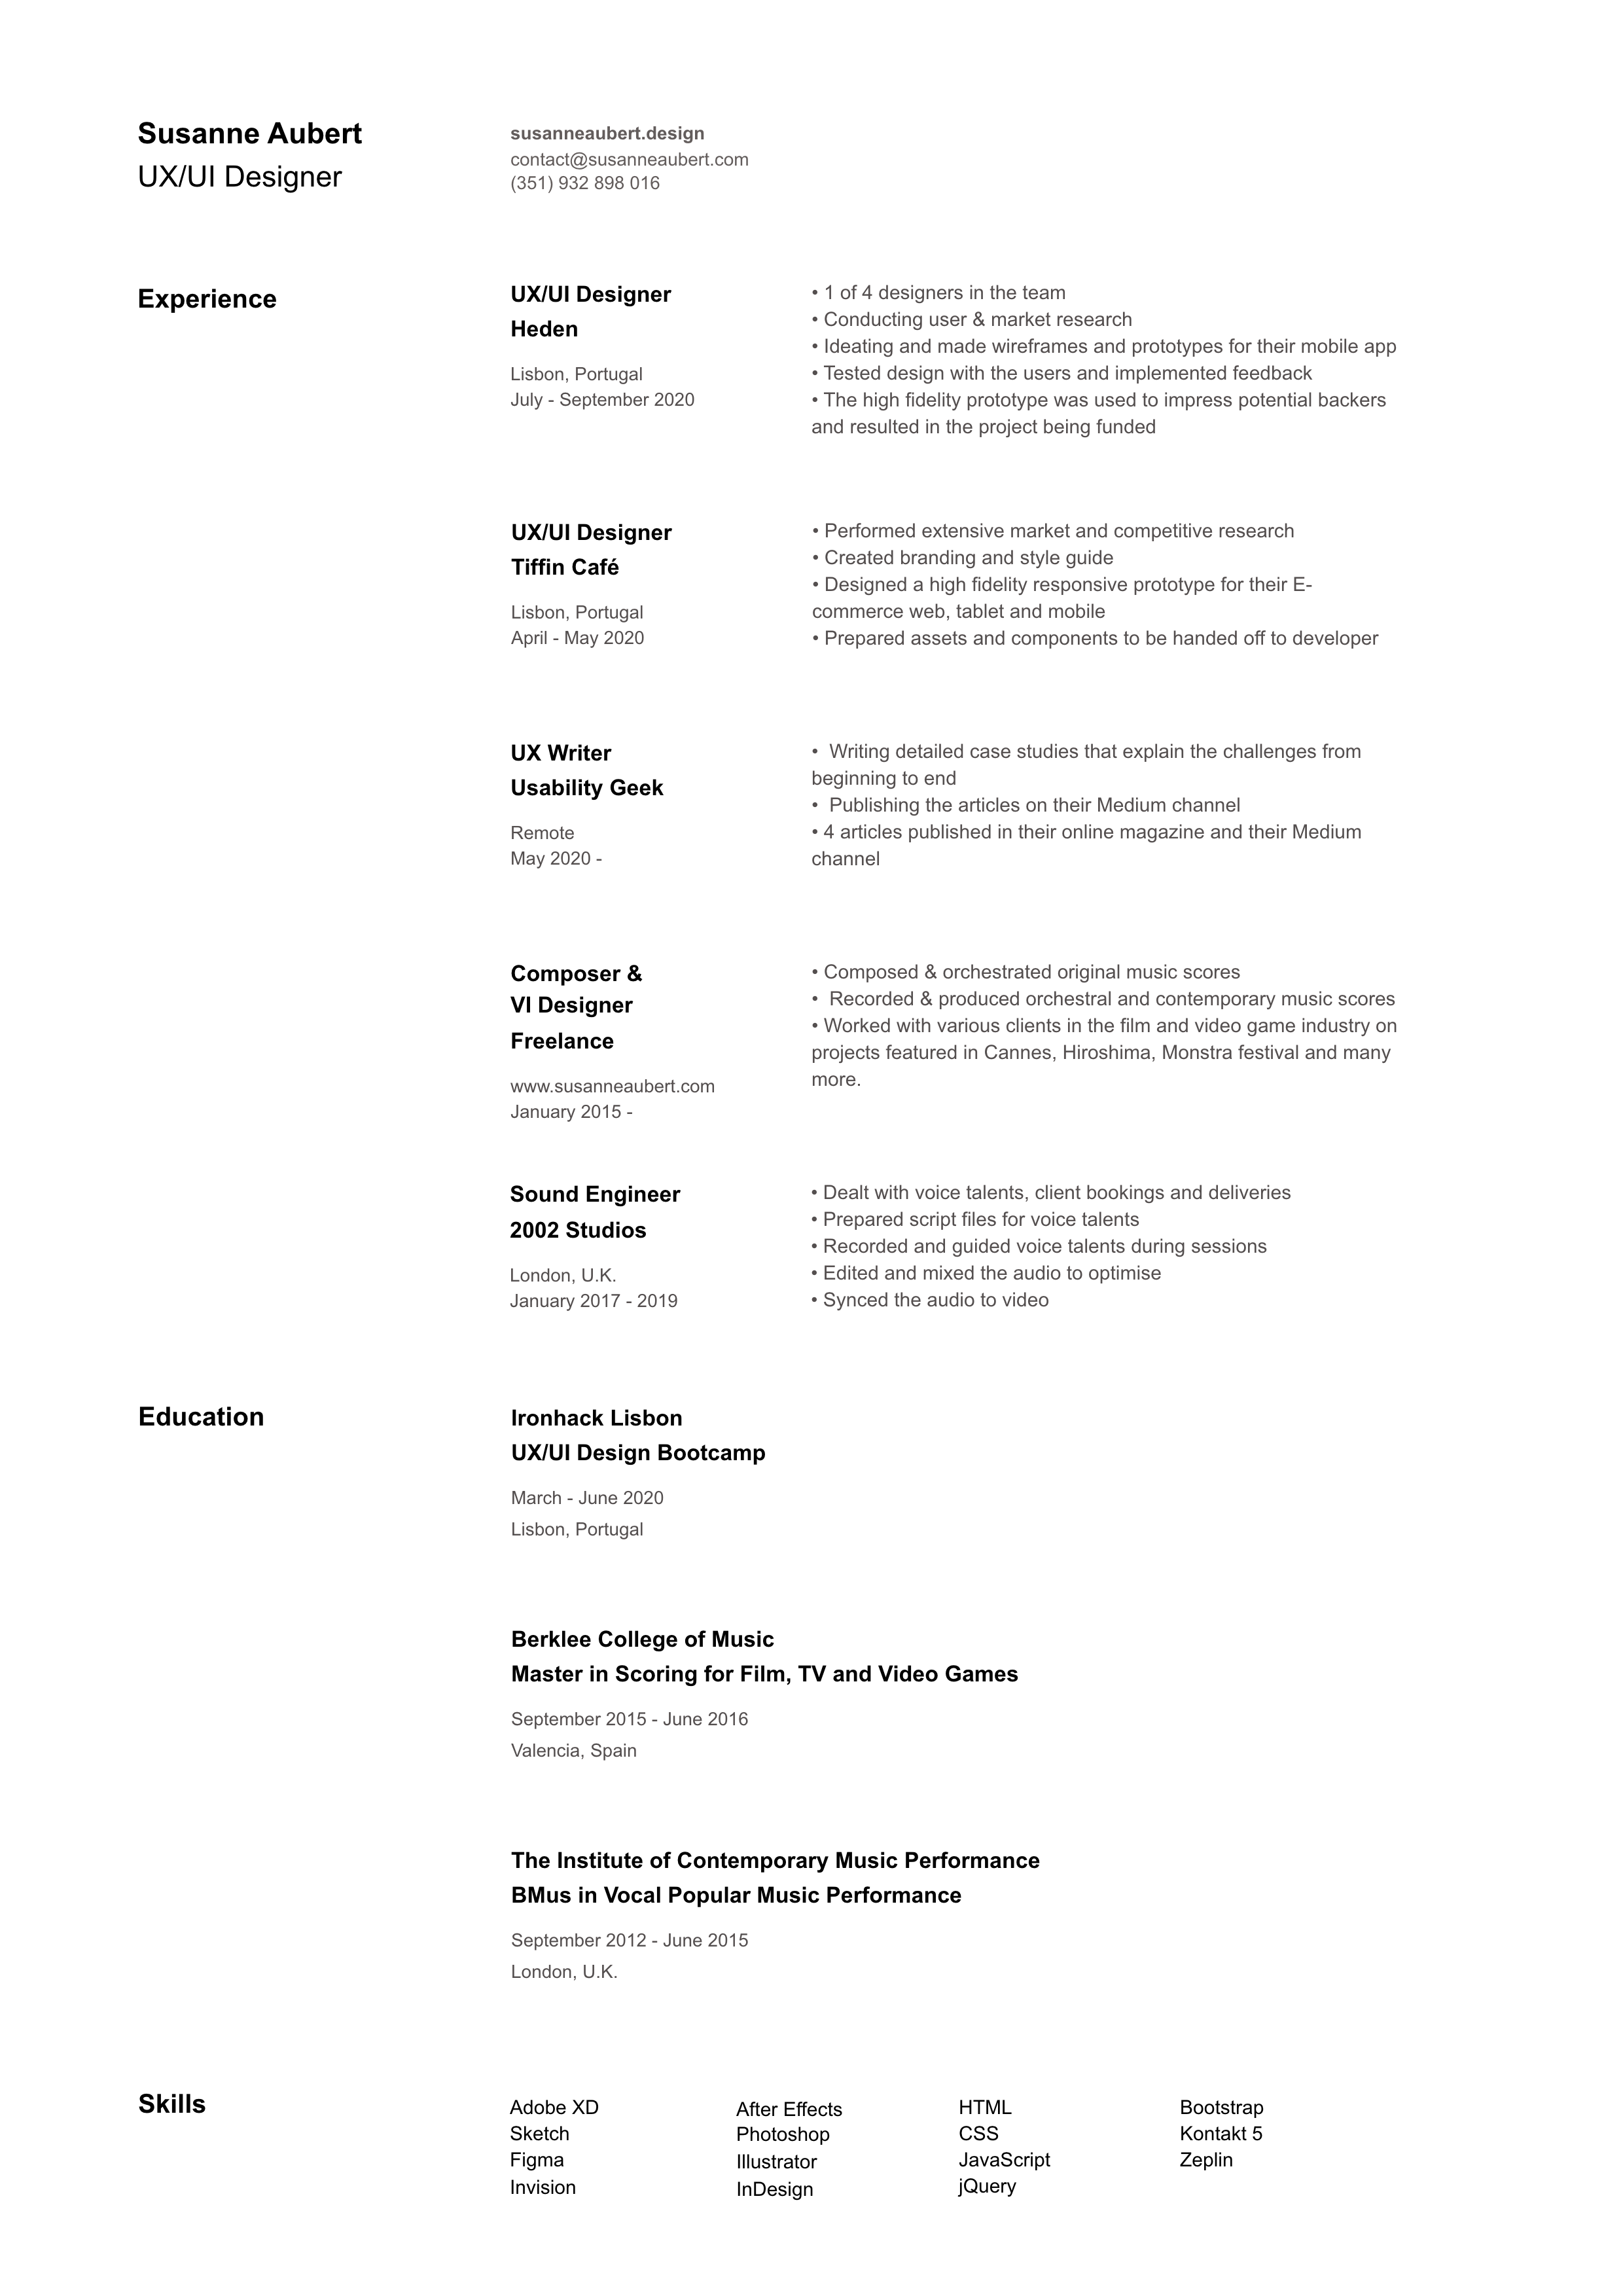 Susanne Aubert
UX/UI Designer
susanneaubert.design
contact@susanneaubert.com
(351) 932 898 016
Experience
UX/UI Designer
Heden
Lisbon, Portugal
July - September 2020
• 1 of 4 designers in the team
• Conducting user & market research
• Ideating and made wireframes and prototypes for their mobile app
• Tested design with the users and implemented feedback
• The high fidelity prototype was used to impress potential backers
and resulted in the project being funded
UX/UI Designer
Tiffin Café
Lisbon, Portugal
April - May 2020
• Performed extensive market and competitive research
• Created branding and style guide
• Designed a high fidelity responsive prototype for their E-
commerce web, tablet and mobile
• Prepared assets and components to be handed off to developer
UX Writer
Usability Geek
Remote
May 2020 -
• Writing detailed case studies that explain the challenges from
beginning to end
• Publishing the articles on their Medium channel
• 4 articles published in their online magazine and their Medium
channel
Composer &
VI Designer
Freelance
www.susanneaubert.com
January 2015 -
• Composed & orchestrated original music scores
• Recorded & produced orchestral and contemporary music scores
• Worked with various clients in the film and video game industry on
projects featured in Cannes, Hiroshima, Monstra festival and many
more.
Sound Engineer
2002 Studios
London, U.K.
January 2017 - 2019
• Dealt with voice talents, client bookings and deliveries
• Prepared script files for voice talents
• Recorded and guided voice talents during sessions
• Edited and mixed the audio to optimise
• Synced the audio to video
Education
Ironhack Lisbon
UX/UI Design Bootcamp
March - June 2020
Lisbon, Portugal
Berklee College of Music
Master in Scoring for Film, TV and Video Games
September 2015 - June 2016
Valencia, Spain
The Institute of Contemporary Music Performance
BMus in Vocal Popular Music Performance
September 2012 - June 2015
London, U.K.
Skills
Adobe XD
Sketch
Figma
Invision
After Effects
Photoshop
Illustrator
InDesign
HTML
CSS
JavaScript
jQuery
Bootstrap
Kontakt 5
Zeplin